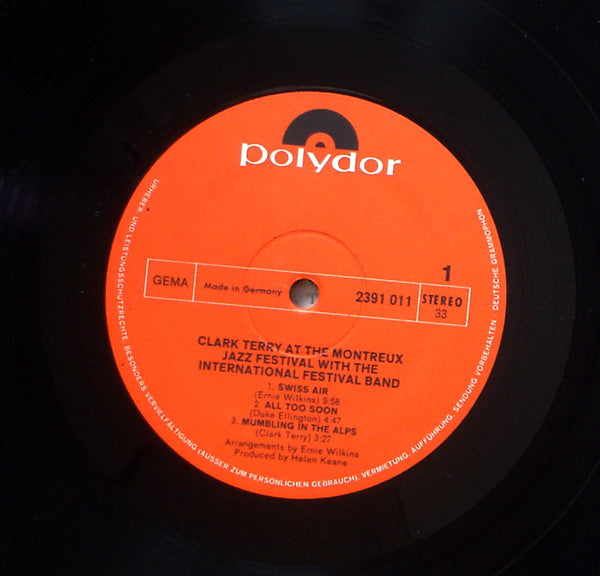 polydor
1
GEMA
Made in Germany
2391 011
STEREO
33
CLARK TERRY AT THE MONTREUX
JAZZ FESTIVAL WITH THE
INTERNATIONAL FESTIVAL BAND
1. SWISS AIR
(Ernie Wilkins) 9:58
2. ALL TOO SOON
(Duke Ellington) 4:47
3. MUMBLING IN THE ALPS
(Clark Terry) 3:27
Arrangements by Ernie Wilkins
Produced by Helen Keane
URHEBER UND LEISTUNGSSCHUTZRECHTE, BESONDERS VERVIELFÄLTIGUNG (AUSSER ZUM PERSÖNLICHEN GEBRAUCH), VERMIETUNG, AUFFÜHRUNG, SENDUNG VORBEHALTEN · DEUTSCHE GRAMMOPHON